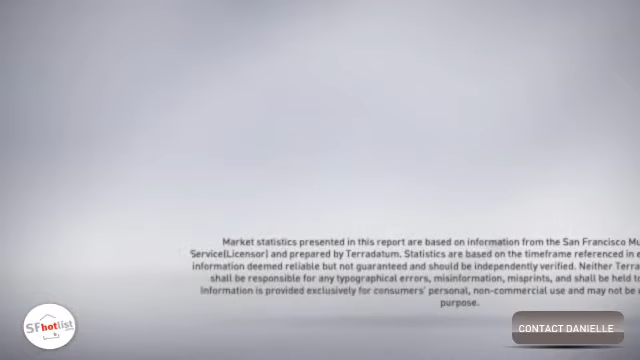 Market statistics presented in this report are based on information from the San Francisco Mu
Service[Licensor] and prepared by Terradatum. Statistics are based on the timeframe referenced in
information deemed reliable but not guaranteed and should be independently verified. Neither Terra
shall be responsible for any typographical errors, misinformation, misprints, and shall be held to
Information is provided exclusively for consumers' personal, non-commercial use and may not be
purpose.
SFhotlist
CONTACT DANIELLE